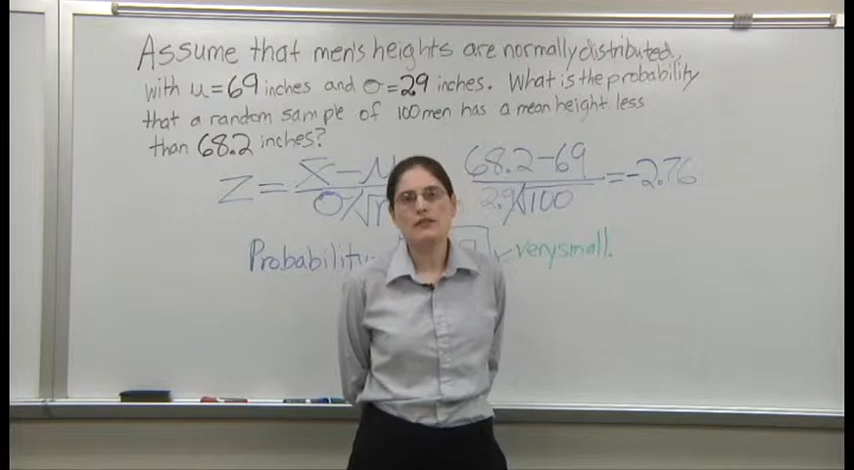 Assume that men's heights are normally distributed,
with μ=69 inches and σ=29 inches. What is the probability
that a random sample of 100 men has a mean height less
than 68.2 inches?
Z = X̄-μ σ/√n 68.2-69 2.9/√100 =-2.76
Probability very small.